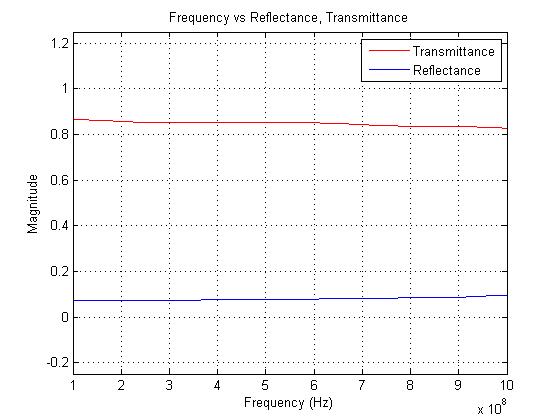 Frequency vs Reflectance, Transmittance
Transmittance
Reflectance
1.2
1
0.8
0.6
0.4
0.2
0
-0.2
Magnitude
1 2 3 4 5 6 7 8 9 10
Frequency (Hz)
x 10^8